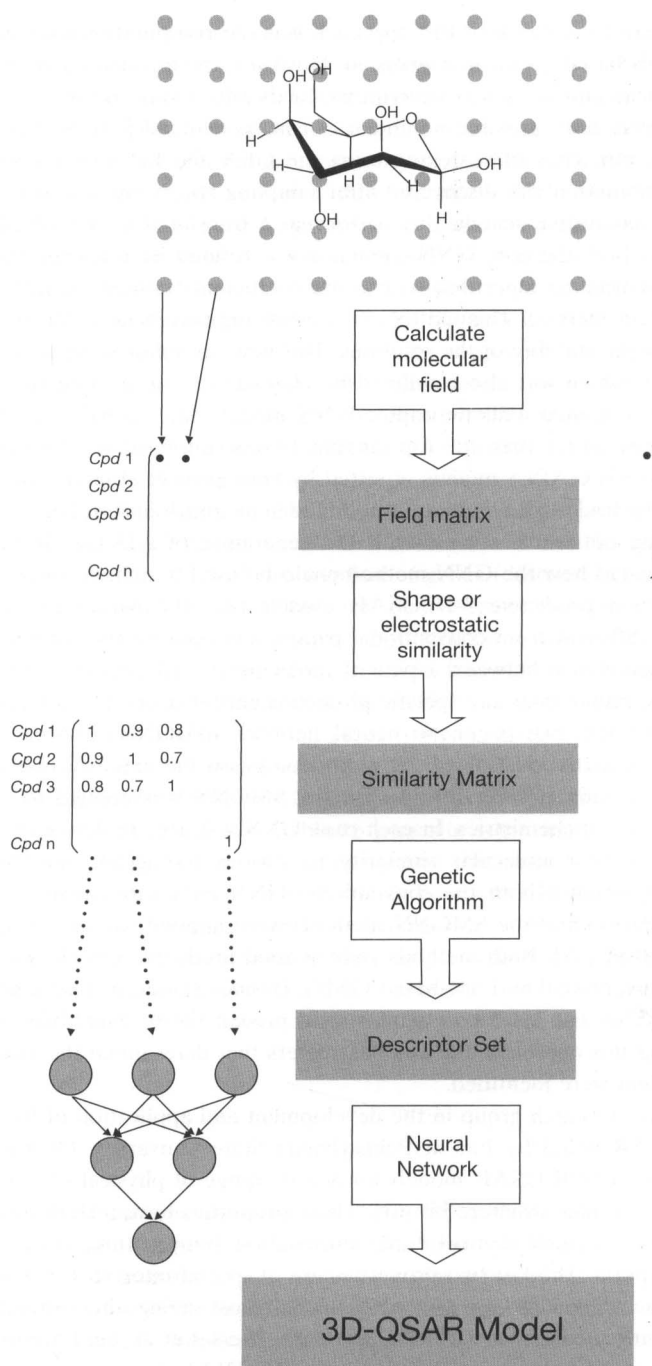 OH
OH
OH
O
H
OH
H
H
H
OH
H
Calculate
molecular
field
Cpd 1
Cpd 2
Cpd 3
Cpd n
Field matrix
Shape or
electrostatic
similarity
Cpd 1 1 0.9 0.8
Cpd 2 0.9 1 0.7
Cpd 3 0.8 0.7 1
Cpd n 1
Similarity Matrix
Genetic
Algorithm
Descriptor Set
Neural
Network
3D-QSAR Model